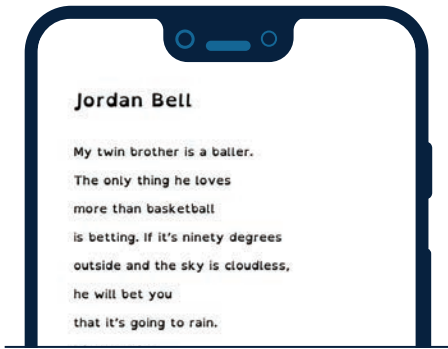 Jordan Bell
My twin brother is a baller.
The only thing he loves
more than basketball
is betting. If it's ninety degrees
outside and the sky is cloudless,
he will bet you
that it's going to rain.